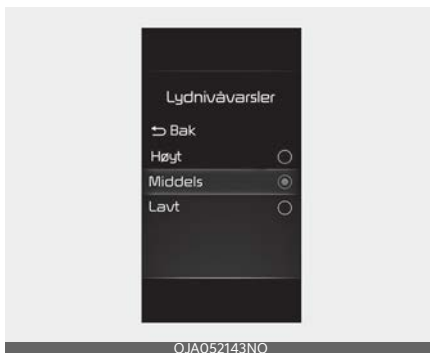 Lydnivåvarsler
Bak
Høyt
Middels
Lavt
OJA052143NO